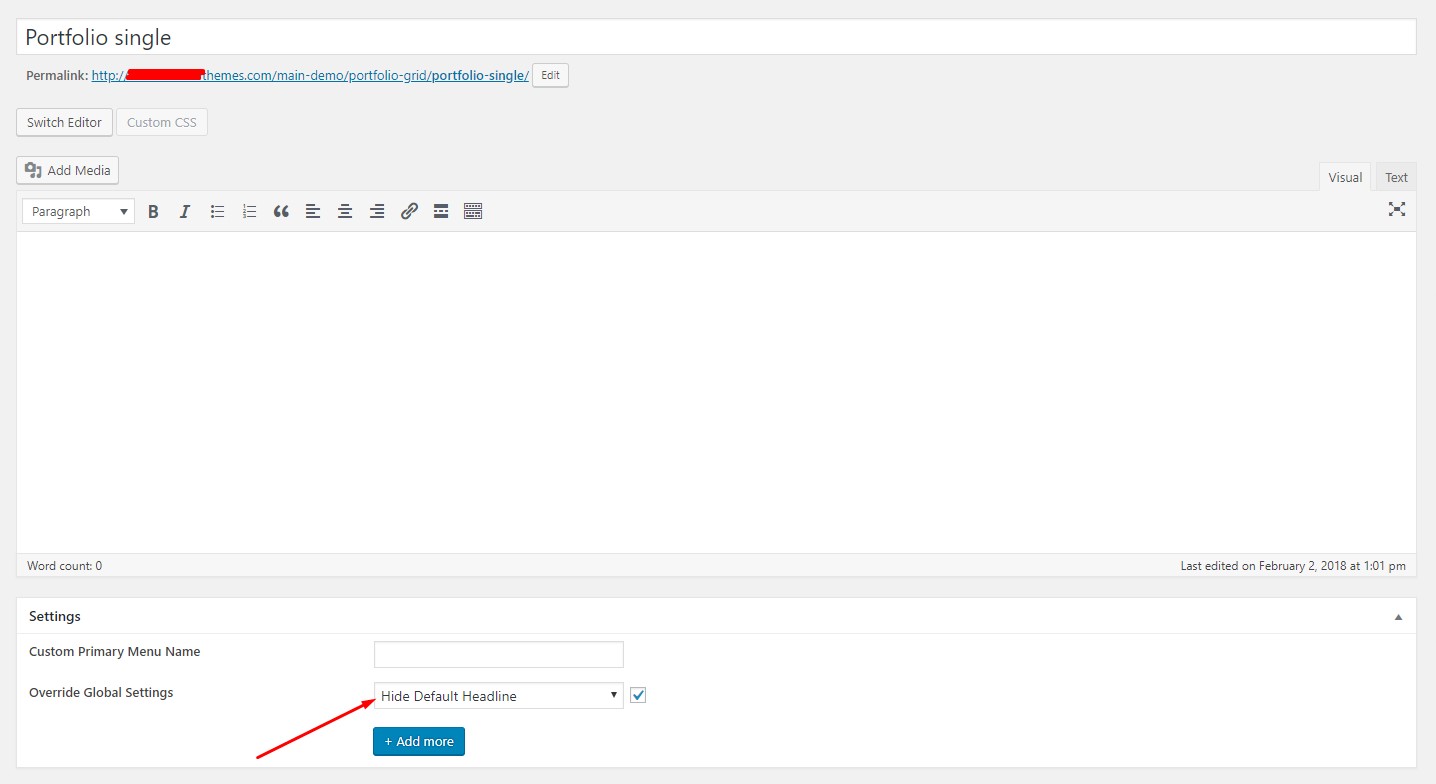 Portfolio single
Permalink: http:/ themes.com/main-demo/portfolio-grid/portfolio-single/ Edit
Switch Editor Custom CSS
Add Media Visual Text
Paragraph B I
Word count: 0 Last edited on February 2, 2018 at 1:01 pm
Settings
Custom Primary Menu Name
Override Global Settings Hide Default Headline
+ Add more